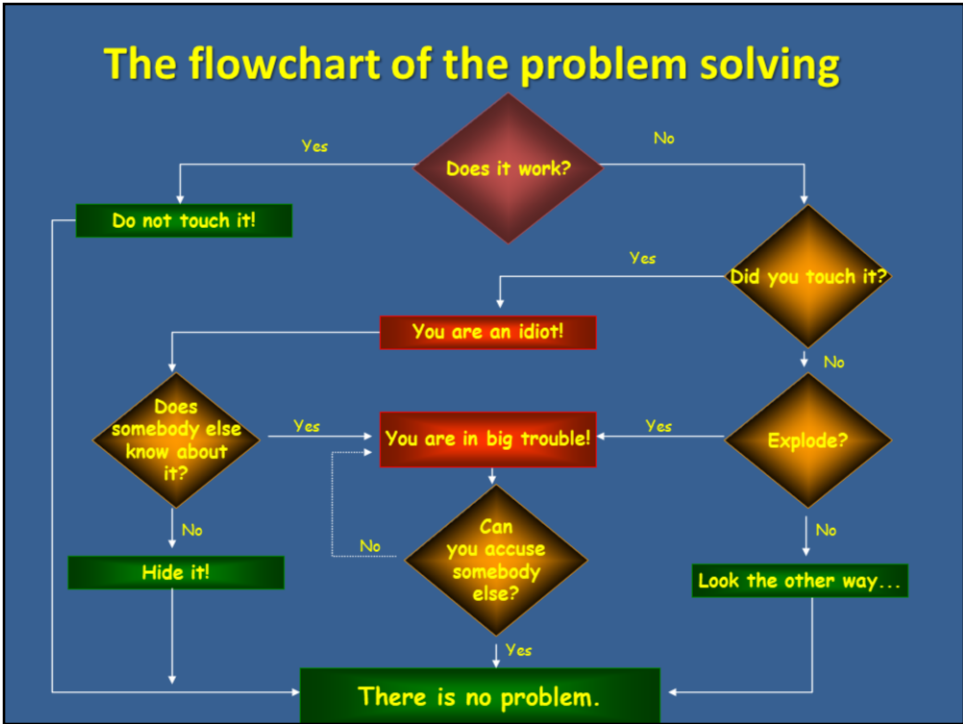 The flowchart of the problem solving
Yes
No
Does it work?
Do not touch it!
Yes
Did you touch it?
You are an idiot!
No
Does
somebody else
know about
it?
Yes
You are in big trouble!
Yes
Explode?
No
No
Can
you accuse
somebody
else?
No
Hide it!
Look the other way...
Yes
There is no problem.